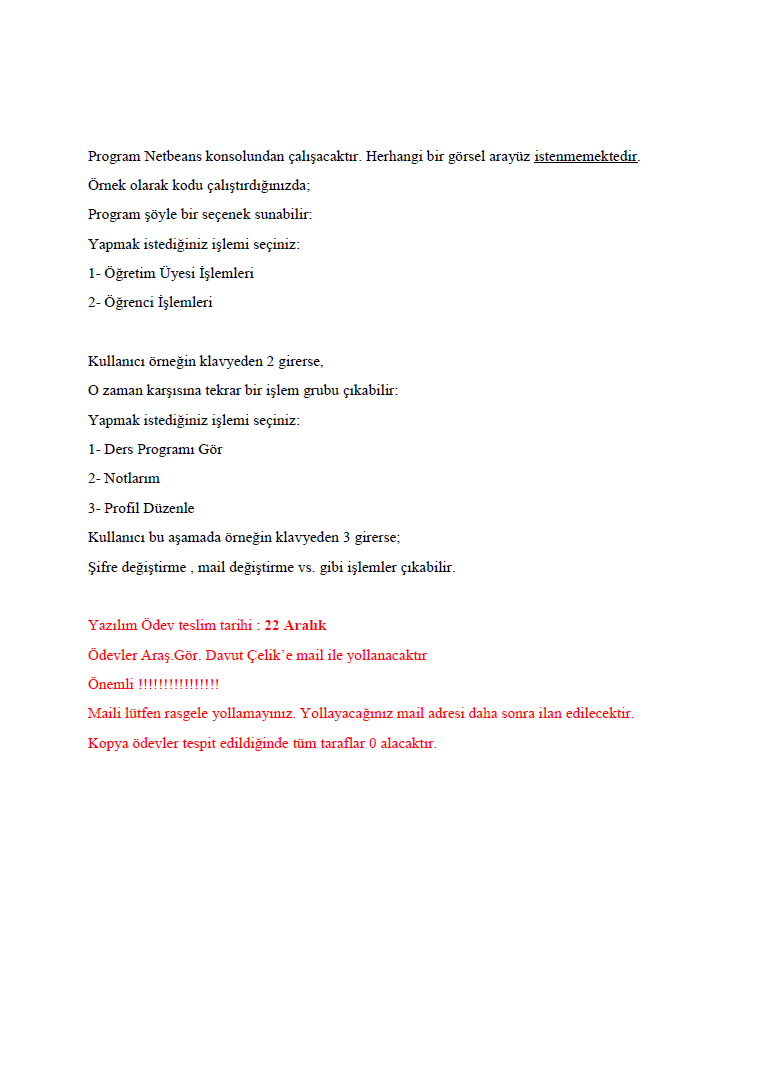 Program Netbeans konsolundan çalışacaktır. Herhangi bir görsel arayüz istenmemektedir.
Örnek olarak kodu çalıştırdığınızda;
Program şöyle bir seçenek sunabilir:
Yapmak istediğiniz işlemi seçiniz:
1- Öğretim Üyesi İşlemleri
2- Öğrenci İşlemleri
Kullanıcı örneğin klavyeden 2 girerse,
O zaman karşısına tekrar bir işlem grubu çıkabilir:
Yapmak istediğiniz işlemi seçiniz:
1- Ders Programı Gör
2- Notlarım
3- Profil Düzenle
Kullanıcı bu aşamada örneğin klavyeden 3 girerse;
Şifre değiştirme , mail değiştirme vs. gibi işlemler çıkabilir.
Yazılım Ödev teslim tarihi : 22 Aralık
Ödevler Araş.Gör. Davut Çelik’e mail ile yollanacaktır
Önemli !!!!!!!!!!!!!!!!
Maili lütfen rasgele yollamayınız. Yollayacağınız mail adresi daha sonra ilan edilecektir.
Kopya ödevler tespit edildiğinde tüm taraflar 0 alacaktır.